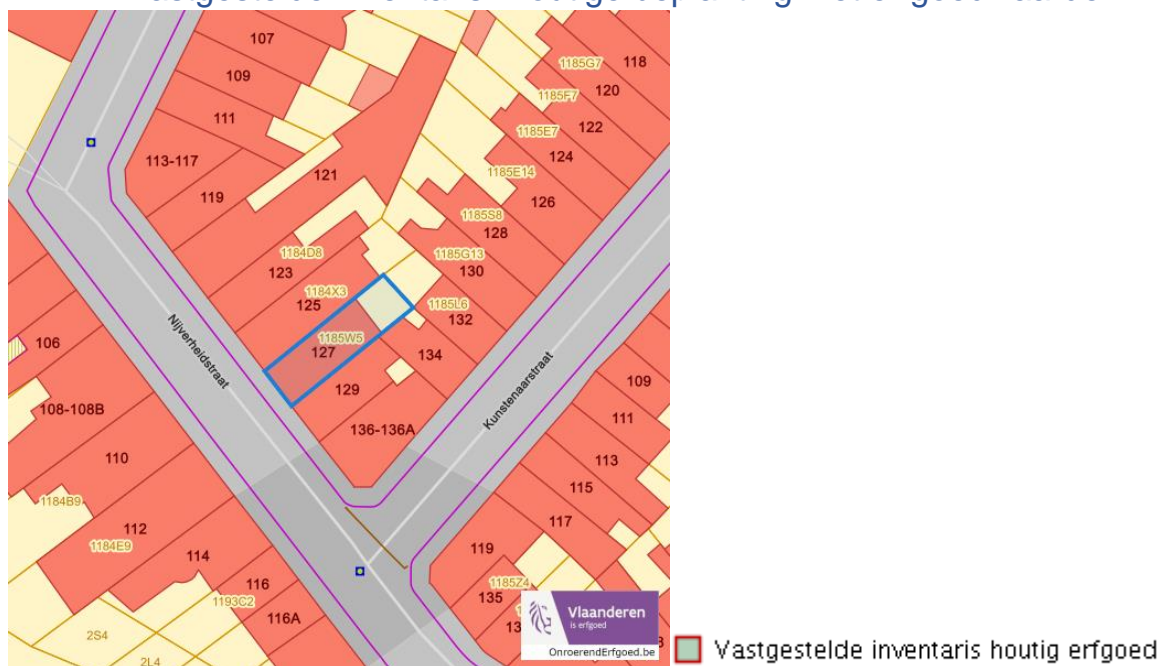 107
118
1185G7
109
120
1185F7
111
122
1185E7
113-117
124
121
1185E14
119
126
1185S8
128
1184D8
1185G13
123
130
1184X3
125
1185L6
132
Nijverheidstraat
1185W5
106
127
134
Kunstenaarstraat
129
109
108-108B
111
136-136A
110
113
115
1184B9
117
112
1184E9
119
114
116
1185Z4
1193C2
135
Vlaanderen
is erfgoed
116A
2S4
OnroerendErfgoed.be
Vastgestelde inventaris houtig erfgoed
2L4